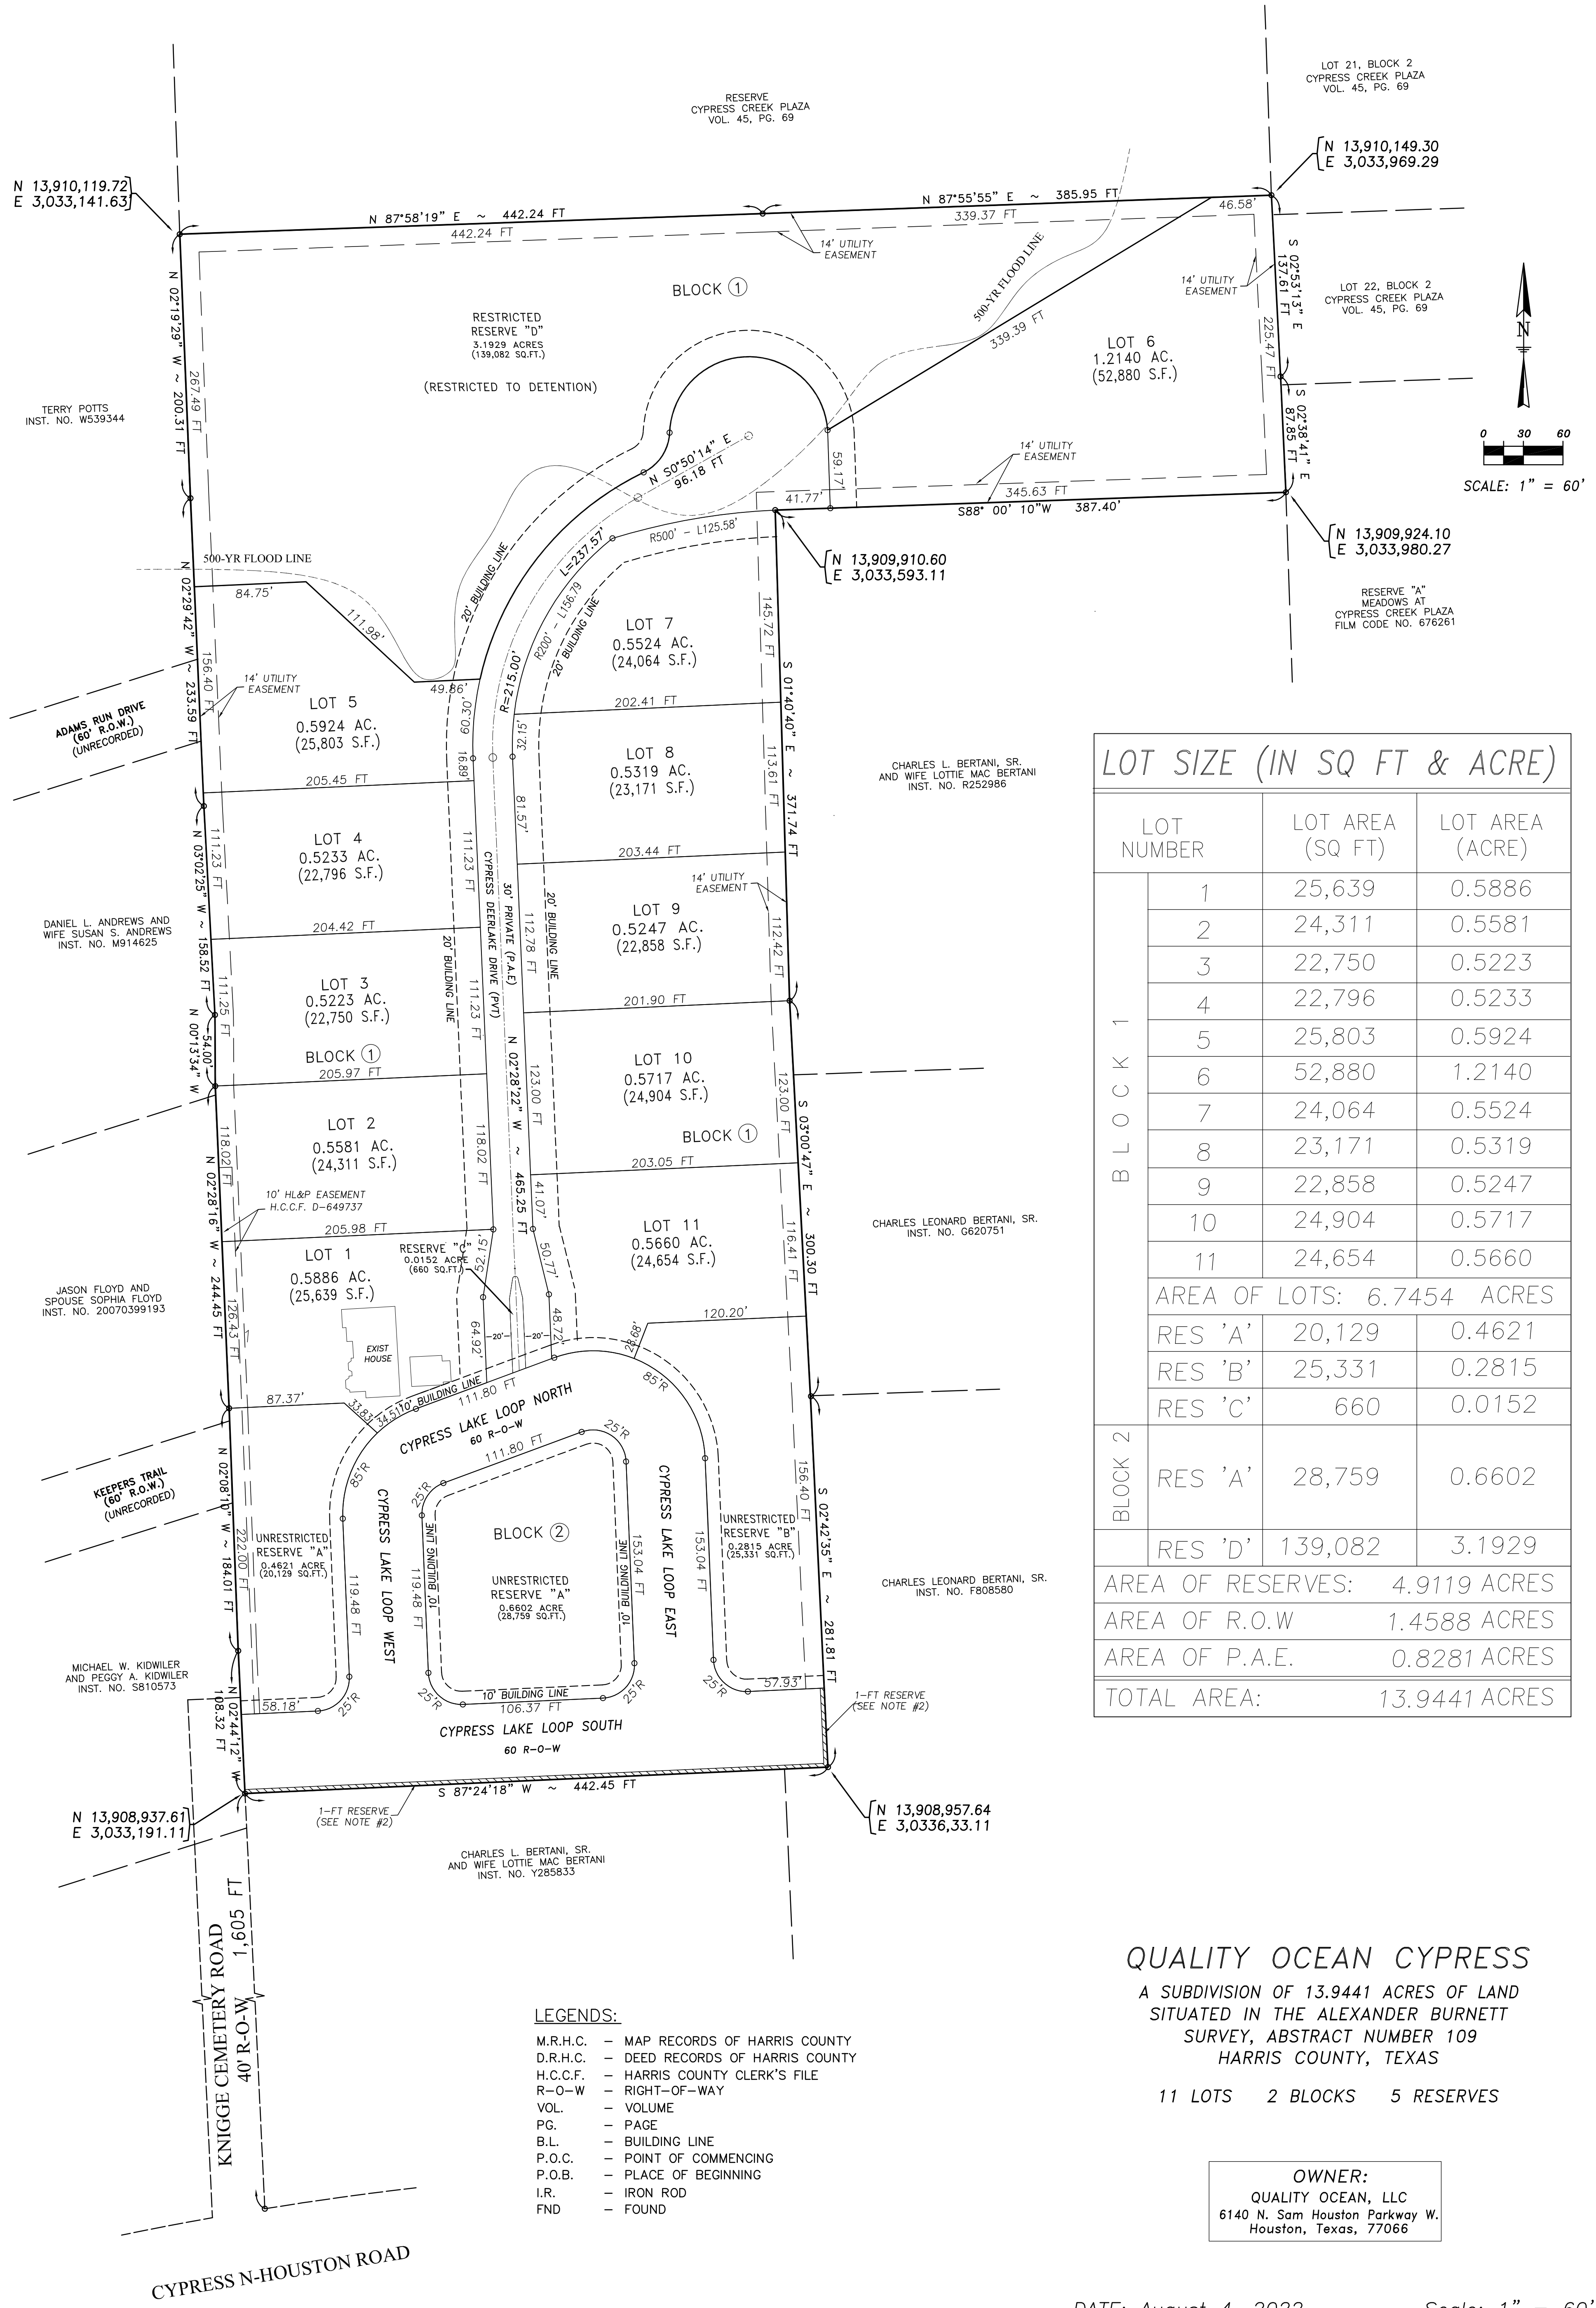 LOT 21, BLOCK 2
CYPRESS CREEK PLAZA
VOL. 45, PG. 69
RESERVE
CYPRESS CREEK PLAZA
VOL. 45, PG. 69
N 13,910,149.30
E 3,033,969.29
N 13,910,119.72
E 3,033,141.63
N 87°58'19" E ~ 442.24 FT
N 87°55'55" E ~ 385.95 FT
442.24 FT
339.37 FT
46.58'
14' UTILITY
EASEMENT
S 02°53'13" E
137.61 FT
14' UTILITY
EASEMENT
225.47 FT
LOT 22, BLOCK 2
CYPRESS CREEK PLAZA
VOL. 45, PG. 69
N
BLOCK 1
500-YR FLOOD LINE
339.39 FT
RESTRICTED
RESERVE "D"
3.1929 ACRES
(139,082 SQ.FT.)
(RESTRICTED TO DETENTION)
LOT 6
1.2140 AC.
(52,880 S.F.)
N 02°19'29" W ~ 200.31 FT
267.49 FT
TERRY POTTS
INST. NO. W539344
S 02°38'41" E
87.85 FT
0 30 60
SCALE: 1" = 60'
14' UTILITY
EASEMENT
N S0°50'14" E
96.18 FT
59.17'
41.77'
345.63 FT
S88° 00' 10"W 387.40'
N 13,909,924.10
E 3,033,980.27
R500' - L125.58'
N 13,909,910.60
E 3,033,593.11
RESERVE "A"
MEADOWS AT
CYPRESS CREEK PLAZA
FILM CODE NO. 676261
500-YR FLOOD LINE
84.75'
111.98'
49.86'
20' BUILDING LINE
L=237.57'
R200' - L156.79
20' BUILDING LINE
R=215.00'
N 02°29'42" W ~ 233.59 FT
156.40 FT
14' UTILITY
EASEMENT
ADAMS RUN DRIVE
(60' R.O.W.)
(UNRECORDED)
LOT 5
0.5924 AC.
(25,803 S.F.)
60.30'
16.89'
LOT 7
0.5524 AC.
(24,064 S.F.)
145.72 FT
202.41 FT
32.15'
S 01°40'40" E ~ 371.74 FT
LOT 8
0.5319 AC.
(23,171 S.F.)
113.61 FT
81.57'
CHARLES L. BERTANI, SR.
AND WIFE LOTTIE MAC BERTANI
INST. NO. R252986
205.45 FT
LOT 4
0.5233 AC.
(22,796 S.F.)
111.23 FT
111.23 FT
N 03°02'25" W ~ 158.52 FT
203.44 FT
14' UTILITY
EASEMENT
LOT 9
0.5247 AC.
(22,858 S.F.)
112.42 FT
112.78 FT
CYPRESS DEERLAKE DRIVE (PVT)
30' PRIVATE (P.A.E)
20' BUILDING LINE
20' BUILDING LINE
DANIEL L. ANDREWS AND
WIFE SUSAN S. ANDREWS
INST. NO. M914625
204.42 FT
LOT 3
0.5223 AC.
(22,750 S.F.)
111.25 FT
111.23 FT
54.00'
N 00°13'34" W
201.90 FT
BLOCK 1
205.97 FT
LOT 10
0.5717 AC.
(24,904 S.F.)
123.00 FT
123.00 FT
BLOCK 1
N 02°28'22" W ~ 465.25 FT
LOT 2
0.5581 AC.
(24,311 S.F.)
118.02 FT
118.02 FT
203.05 FT
S 03°00'47" E ~ 300.30 FT
N 02°28'16" W ~ 244.45 FT
10' HL&P EASEMENT
H.C.C.F. D-649737
205.98 FT
41.07'
LOT 11
0.5660 AC.
(24,654 S.F.)
116.41 FT
CHARLES LEONARD BERTANI, SR.
INST. NO. G620751
LOT 1
0.5886 AC.
(25,639 S.F.)
RESERVE "C"
0.0152 ACRE
(660 SQ.FT.)
52.15'
50.77'
JASON FLOYD AND
SPOUSE SOPHIA FLOYD
INST. NO. 20070399193
126.43 FT
EXIST
HOUSE
64.92'
20'
20'
48.72'
28.68'
120.20'
87.37'
33.83
34.51
10' BUILDING LINE
111.80 FT
CYPRESS LAKE LOOP NORTH
60 R-O-W
85'R
85'R
111.80 FT
25'R
25'R
KEEPERS TRAIL
(60' R.O.W.)
(UNRECORDED)
N 02°08'10" W ~ 184.01 FT
222.00 FT
UNRESTRICTED
RESERVE "A"
0.4621 ACRE
(20,129 SQ.FT.)
119.48 FT
CYPRESS LAKE LOOP WEST
119.48 FT
10' BUILDING LINE
BLOCK 2
UNRESTRICTED
RESERVE "A"
0.6602 ACRE
(28,759 SQ.FT.)
153.04 FT
10' BUILDING LINE
CYPRESS LAKE LOOP EAST
153.04 FT
UNRESTRICTED
RESERVE "B"
0.2815 ACRE
(25,331 SQ.FT.)
156.40 FT
S 02°42'35" E ~ 281.81 FT
CHARLES LEONARD BERTANI, SR.
INST. NO. F808580
MICHAEL W. KIDWILER
AND PEGGY A. KIDWILER
INST. NO. S810573
N 02°44'12" W
108.32 FT
58.18'
25'R
25'R
10' BUILDING LINE
106.37 FT
25'R
25'R
57.93'
1-FT RESERVE
(SEE NOTE #2)
CYPRESS LAKE LOOP SOUTH
60 R-O-W
S 87°24'18" W ~ 442.45 FT
N 13,908,937.61
E 3,033,191.11
1-FT RESERVE
(SEE NOTE #2)
N 13,908,957.64
E 3,0336,33.11
CHARLES L. BERTANI, SR.
AND WIFE LOTTIE MAC BERTANI
INST. NO. Y285833
KNIGGE CEMETERY ROAD
40' R-O-W 1,605 FT
CYPRESS N-HOUSTON ROAD
LOT SIZE (IN SQ FT & ACRE)
LOT NUMBER LOT AREA (SQ FT) LOT AREA (ACRE)
BLOCK 1
1 25,639 0.5886
2 24,311 0.5581
3 22,750 0.5223
4 22,796 0.5233
5 25,803 0.5924
6 52,880 1.2140
7 24,064 0.5524
8 23,171 0.5319
9 22,858 0.5247
10 24,904 0.5717
11 24,654 0.5660
AREA OF LOTS: 6.7454 ACRES
RES 'A' 20,129 0.4621
RES 'B' 25,331 0.2815
RES 'C' 660 0.0152
BLOCK 2
RES 'A' 28,759 0.6602
RES 'D' 139,082 3.1929
AREA OF RESERVES: 4.9119 ACRES
AREA OF R.O.W 1.4588 ACRES
AREA OF P.A.E. 0.8281 ACRES
TOTAL AREA: 13.9441 ACRES
LEGENDS:
M.R.H.C. - MAP RECORDS OF HARRIS COUNTY
D.R.H.C. - DEED RECORDS OF HARRIS COUNTY
H.C.C.F. - HARRIS COUNTY CLERK'S FILE
R-O-W - RIGHT-OF-WAY
VOL. - VOLUME
PG. - PAGE
B.L. - BUILDING LINE
P.O.C. - POINT OF COMMENCING
P.O.B. - PLACE OF BEGINNING
I.R. - IRON ROD
FND - FOUND
QUALITY OCEAN CYPRESS
A SUBDIVISION OF 13.9441 ACRES OF LAND
SITUATED IN THE ALEXANDER BURNETT
SURVEY, ABSTRACT NUMBER 109
HARRIS COUNTY, TEXAS
11 LOTS 2 BLOCKS 5 RESERVES
OWNER:
QUALITY OCEAN, LLC
6140 N. Sam Houston Parkway W.
Houston, Texas, 77066